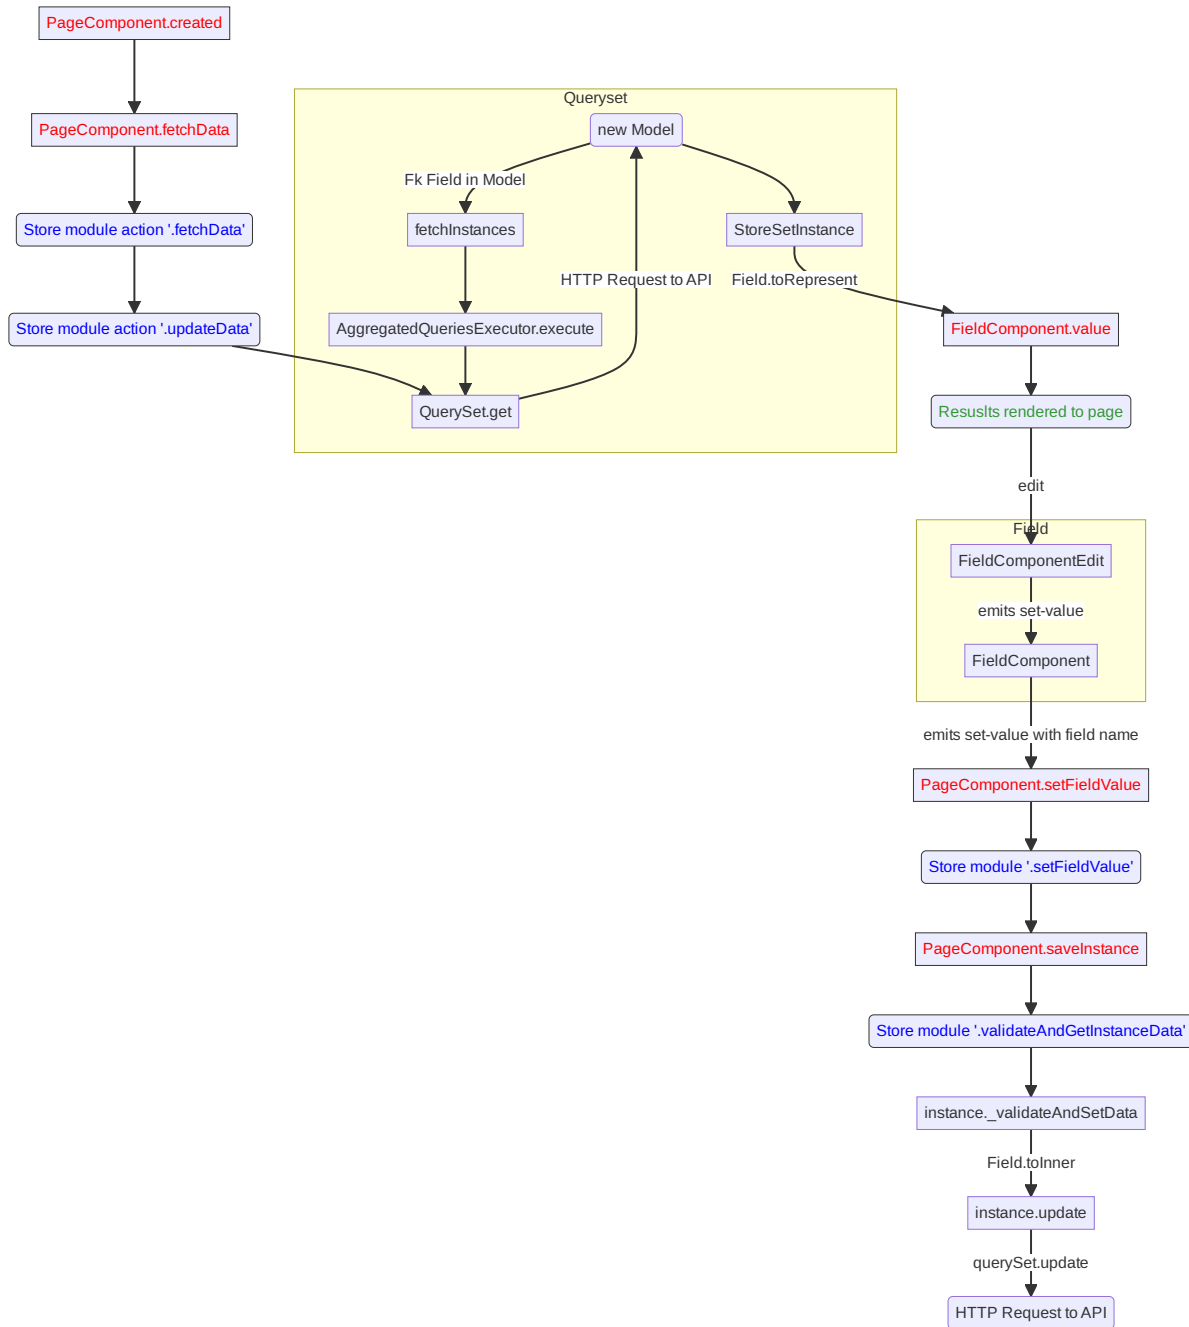 PageComponent.created
PageComponent.fetchData
Store module action '.fetchData'
Store module action '.updateData'
Queryset
new Model
Fk Field in Model
fetchInstances
StoreSetInstance
HTTP Request to API
Field.toRepresent
AggregatedQueriesExecutor.execute
QuerySet.get
FieldComponent.value
Resuslts rendered to page
edit
Field
FieldComponentEdit
emits set-value
FieldComponent
emits set-value with field name
PageComponent.setFieldValue
Store module '.setFieldValue'
PageComponent.saveInstance
Store module '.validateAndGetInstanceData'
instance._validateAndSetData
Field.toInner
instance.update
querySet.update
HTTP Request to API